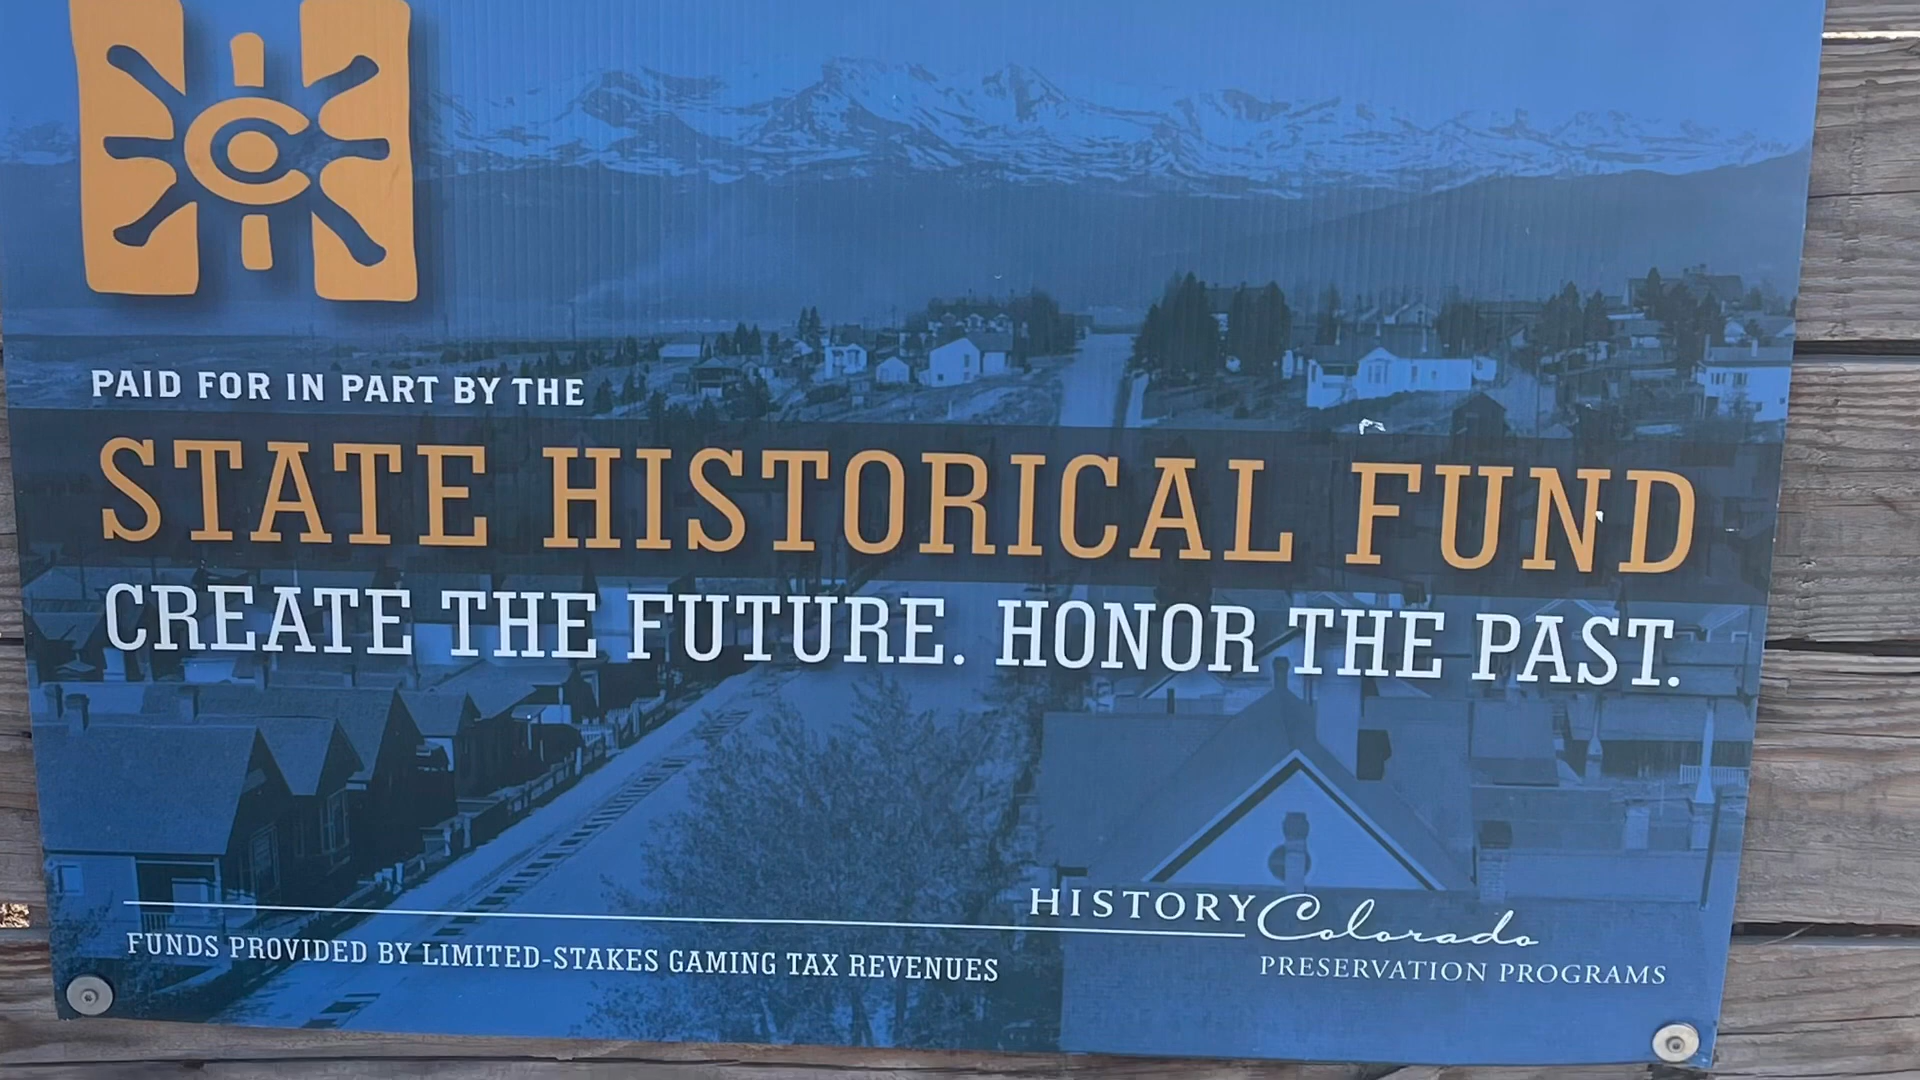 PAID FOR IN PART BY THE
STATE HISTORICAL FUND
CREATE THE FUTURE. HONOR THE PAST.
HISTORY Colorado
FUNDS PROVIDED BY LIMITED-STAKES GAMING TAX REVENUES
PRESERVATION PROGRAMS